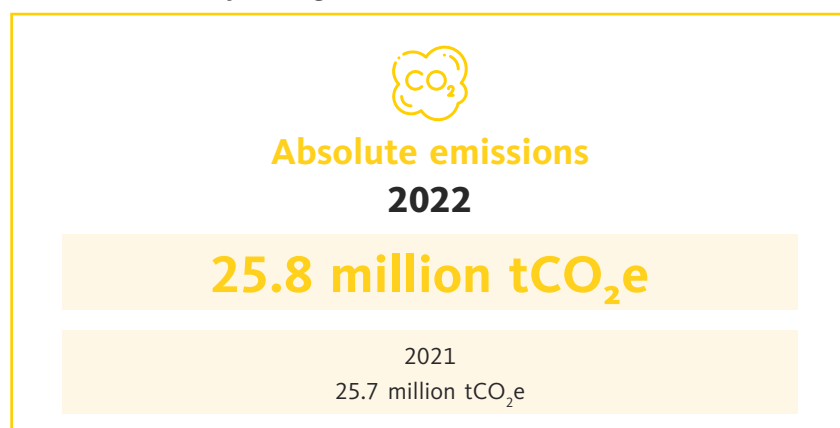 CO₂
Absolute emissions
2022
25.8 million tCO₂e
2021
25.7 million tCO₂e